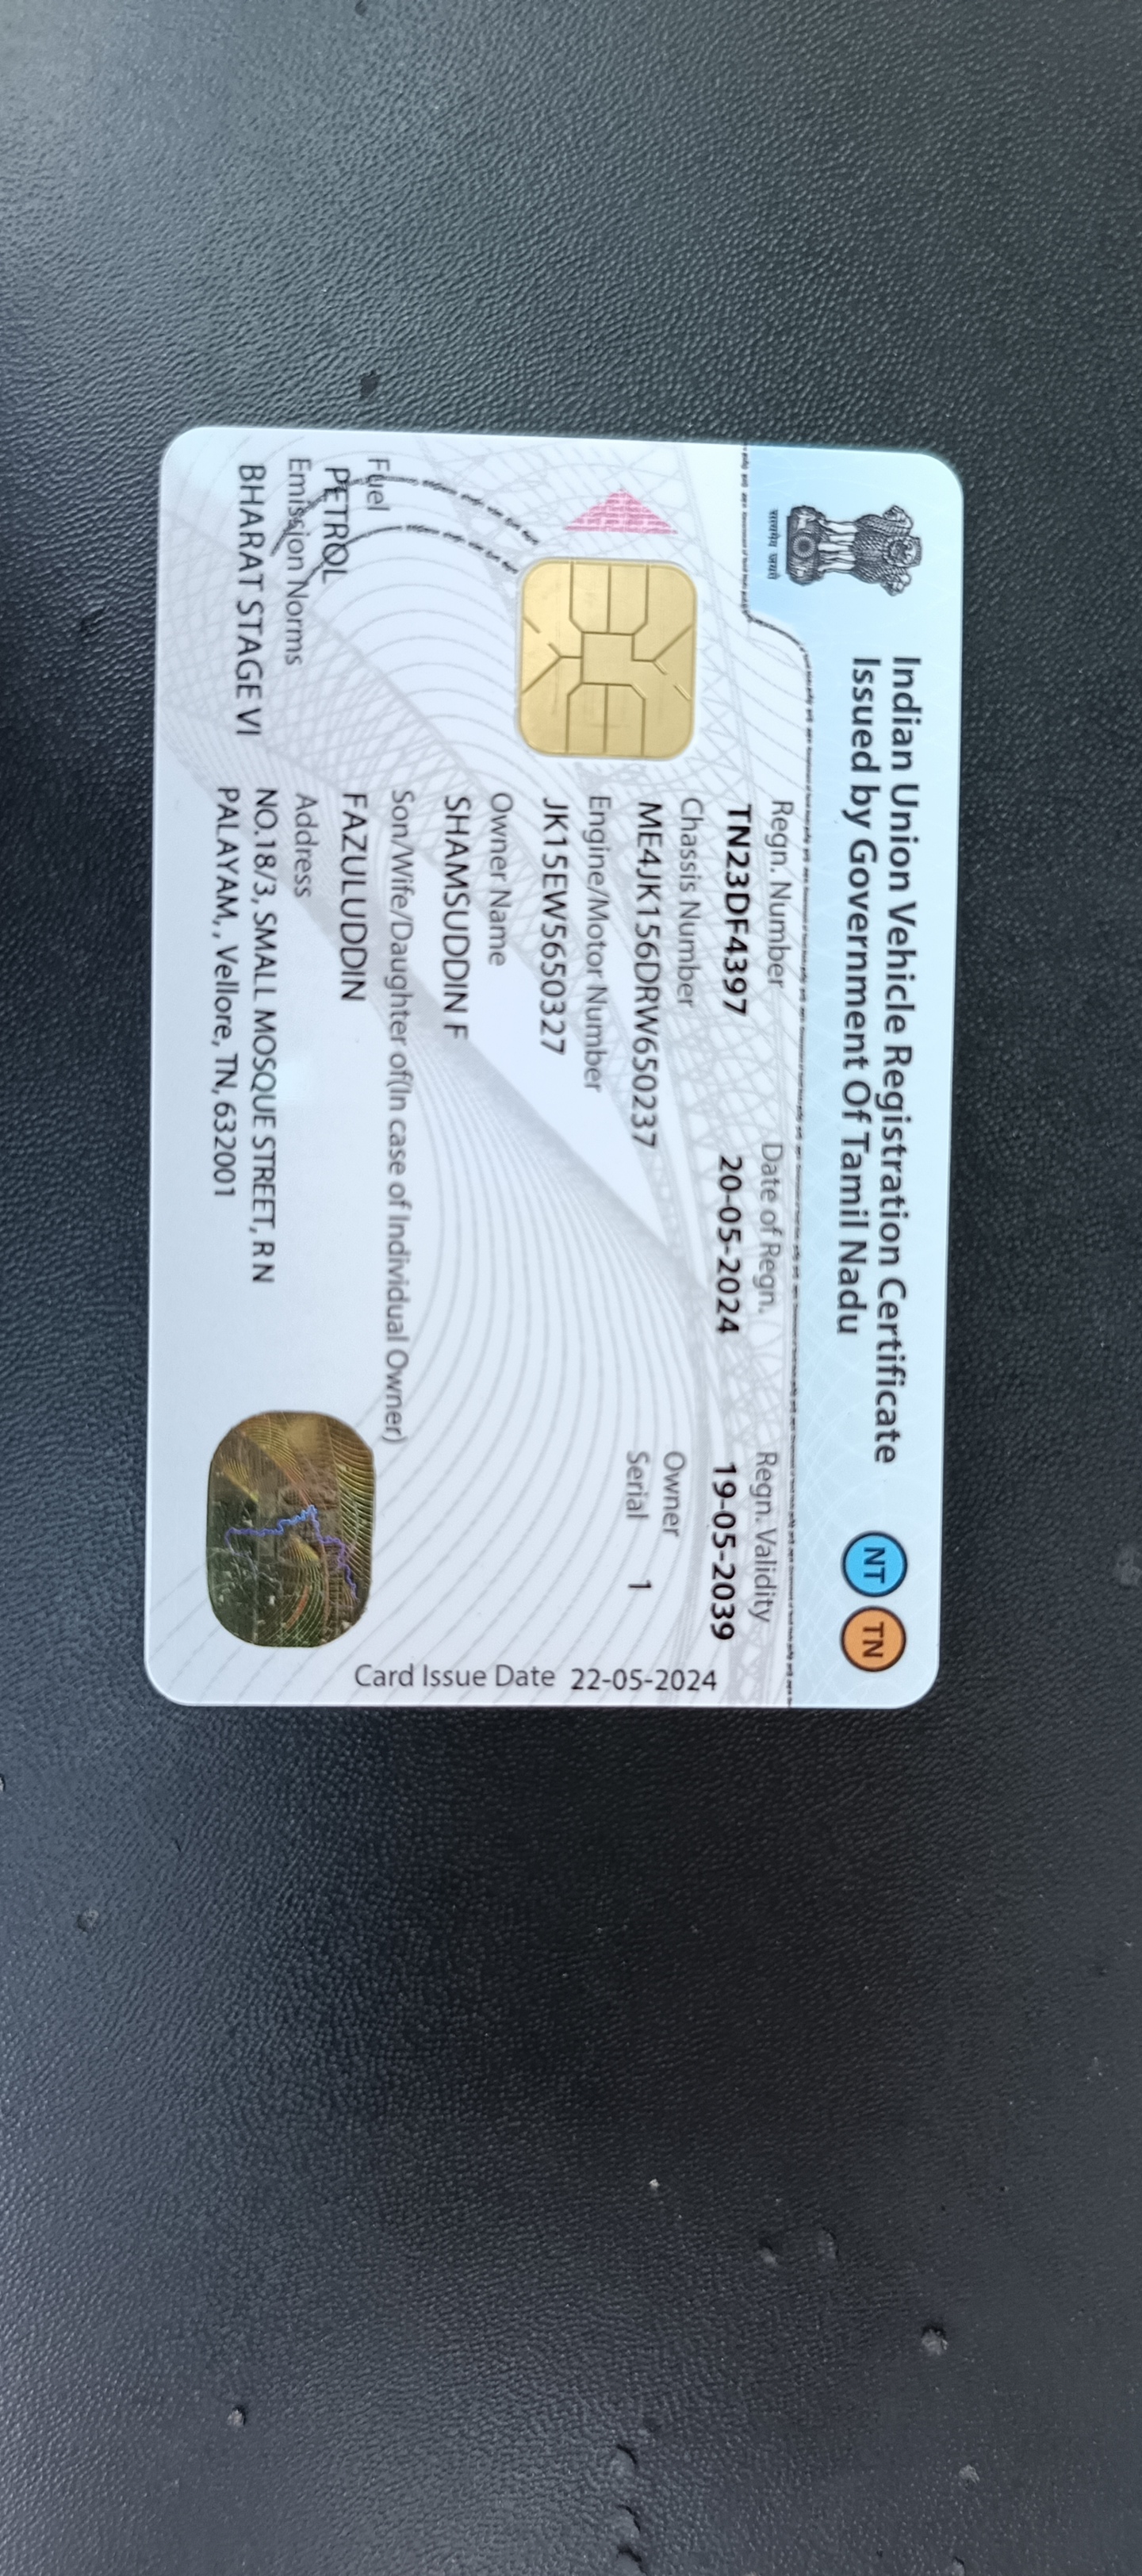 Indian Union Vehicle Registration Certificate
Issued by Government Of Tamil Nadu
NT TN
सत्यमेव जयते
Regn. Number Date of Regn. Regn. Validity
TN23DF4397 20-05-2024 19-05-2039
Chassis Number
ME4JK156DRW650237
Owner
Serial 1
Engine/Motor Number
JK15EW5650327
Owner Name
SHAMSUDDIN F
Son/Wife/Daughter of(In case of Individual Owner)
FAZULUDDIN
Fuel
PETROL
Emission Norms
BHARAT STAGE VI
Address
NO.18/3, SMALL MOSQUE STREET, R N
PALAYAM, , Vellore, TN, 632001
Card Issue Date 22-05-2024